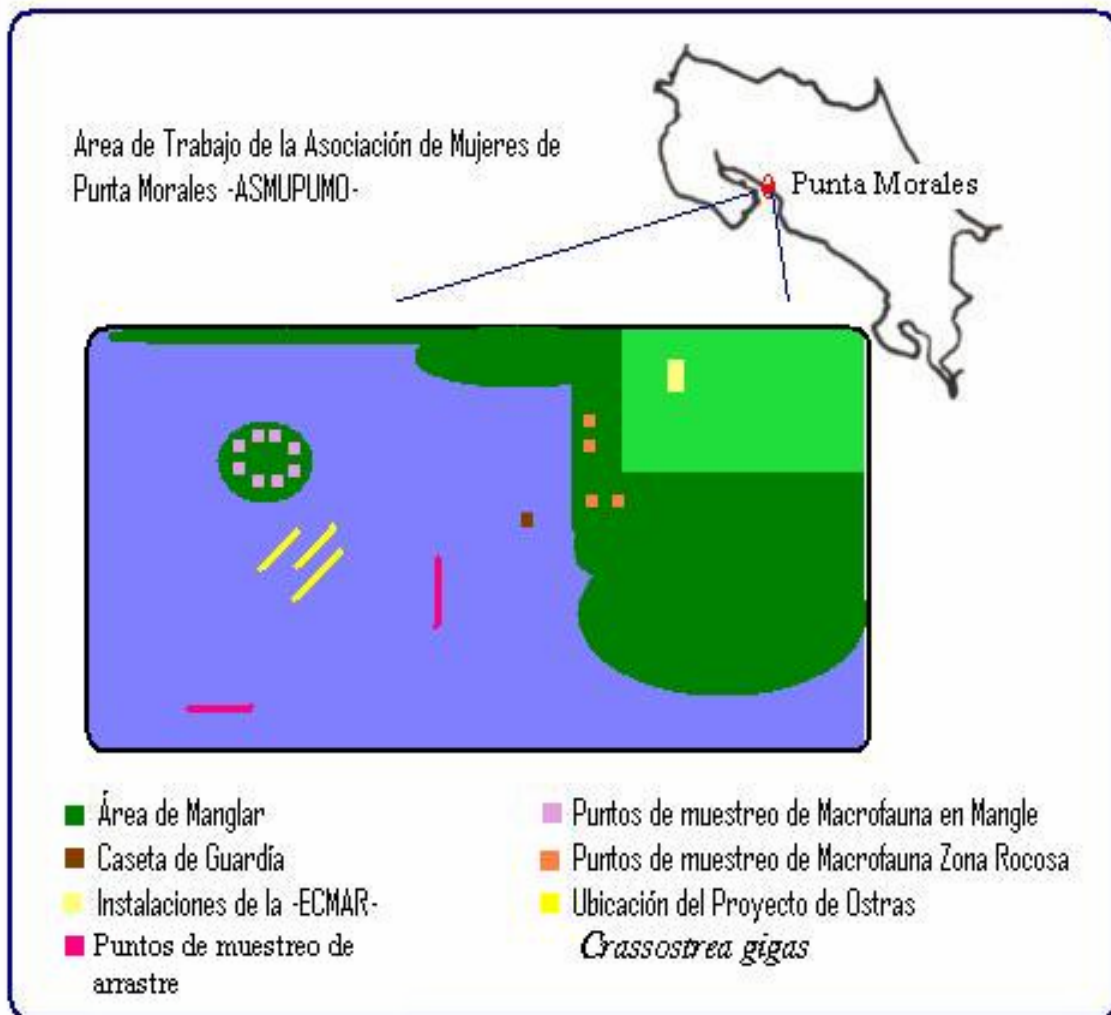 Area de Trabajo de la Asociación de Mujeres de
Punta Morales -ASMUPUMO-
Punta Morales
Área de Manglar
Caseta de Guardía
Instalaciones de la -ECMAR-
Puntos de muestreo de
arrastre
Puntos de muestreo de Macrofauna en Mangle
Puntos de muestreo de Macrofauna Zona Rocosa
Ubicación del Proyecto de Ostras
Crassostrea gigas